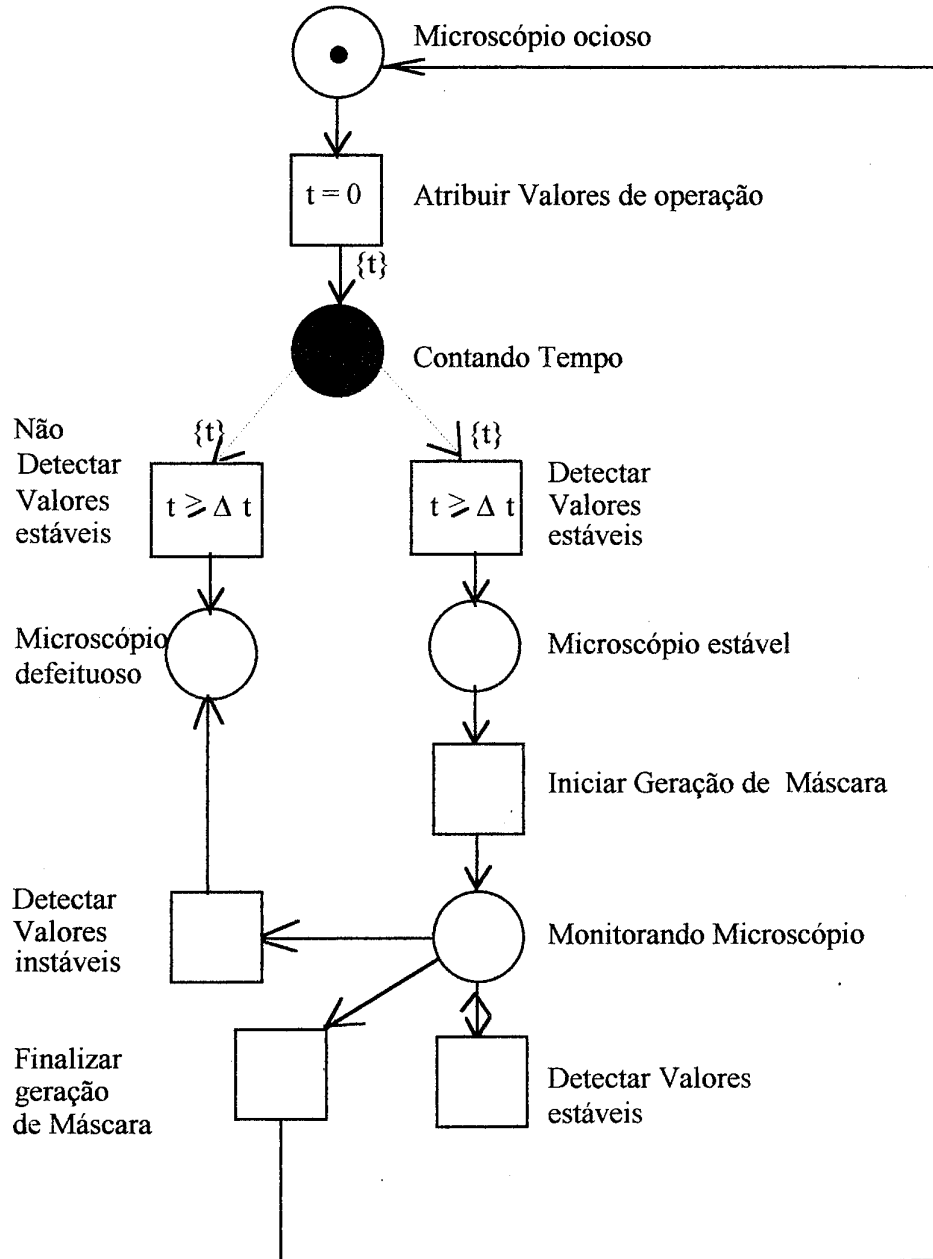 Microscópio ocioso
t = 0
Atribuir Valores de operação
{t}
Contando Tempo
Não
Detectar
Valores
estáveis
{t}
{t}
t ≥ Δ t
t ≥ Δ t
Detectar
Valores
estáveis
Microscópio
defeituoso
Microscópio estável
Iniciar Geração de Máscara
Detectar
Valores
instáveis
Monitorando Microscópio
Finalizar
geração
de Máscara
Detectar Valores
estáveis